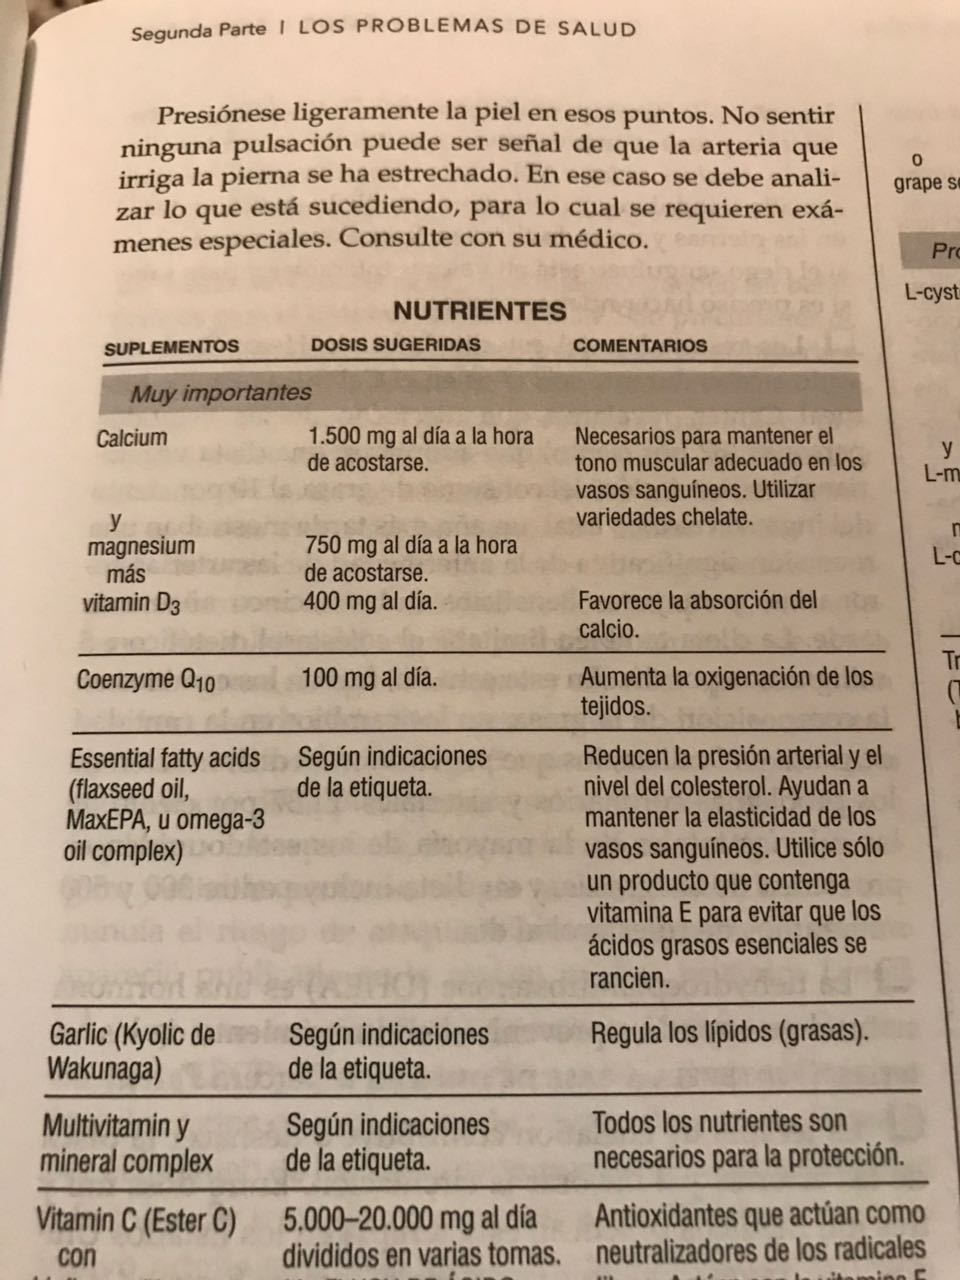 Segunda Parte | LOS PROBLEMAS DE SALUD
Presiónese ligeramente la piel en esos puntos. No sentir
ninguna pulsación puede ser señal de que la arteria que
irriga la pierna se ha estrechado. En ese caso se debe anali-
zar lo que está sucediendo, para lo cual se requieren exá-
menes especiales. Consulte con su médico.
NUTRIENTES
SUPLEMENTOS DOSIS SUGERIDAS COMENTARIOS
Muy importantes
Calcium 1.500 mg al día a la hora Necesarios para mantener el
de acostarse. tono muscular adecuado en los
vasos sanguíneos. Utilizar
y variedades chelate.
magnesium 750 mg al día a la hora
más de acostarse.
vitamin D3 400 mg al día. Favorece la absorción del
calcio.
Coenzyme Q10 100 mg al día. Aumenta la oxigenación de los
tejidos.
Essential fatty acids Según indicaciones Reducen la presión arterial y el
(flaxseed oil, de la etiqueta. nivel del colesterol. Ayudan a
MaxEPA, u omega-3 mantener la elasticidad de los
oil complex) vasos sanguíneos. Utilice sólo
un producto que contenga
vitamina E para evitar que los
ácidos grasos esenciales se
rancien.
Garlic (Kyolic de Según indicaciones Regula los lípidos (grasas).
Wakunaga) de la etiqueta.
Multivitamin y Según indicaciones Todos los nutrientes son
mineral complex de la etiqueta. necesarios para la protección.
Vitamin C (Ester C) 5.000–20.000 mg al día Antioxidantes que actúan como
con divididos en varias tomas. neutralizadores de los radicales
o
grape
y